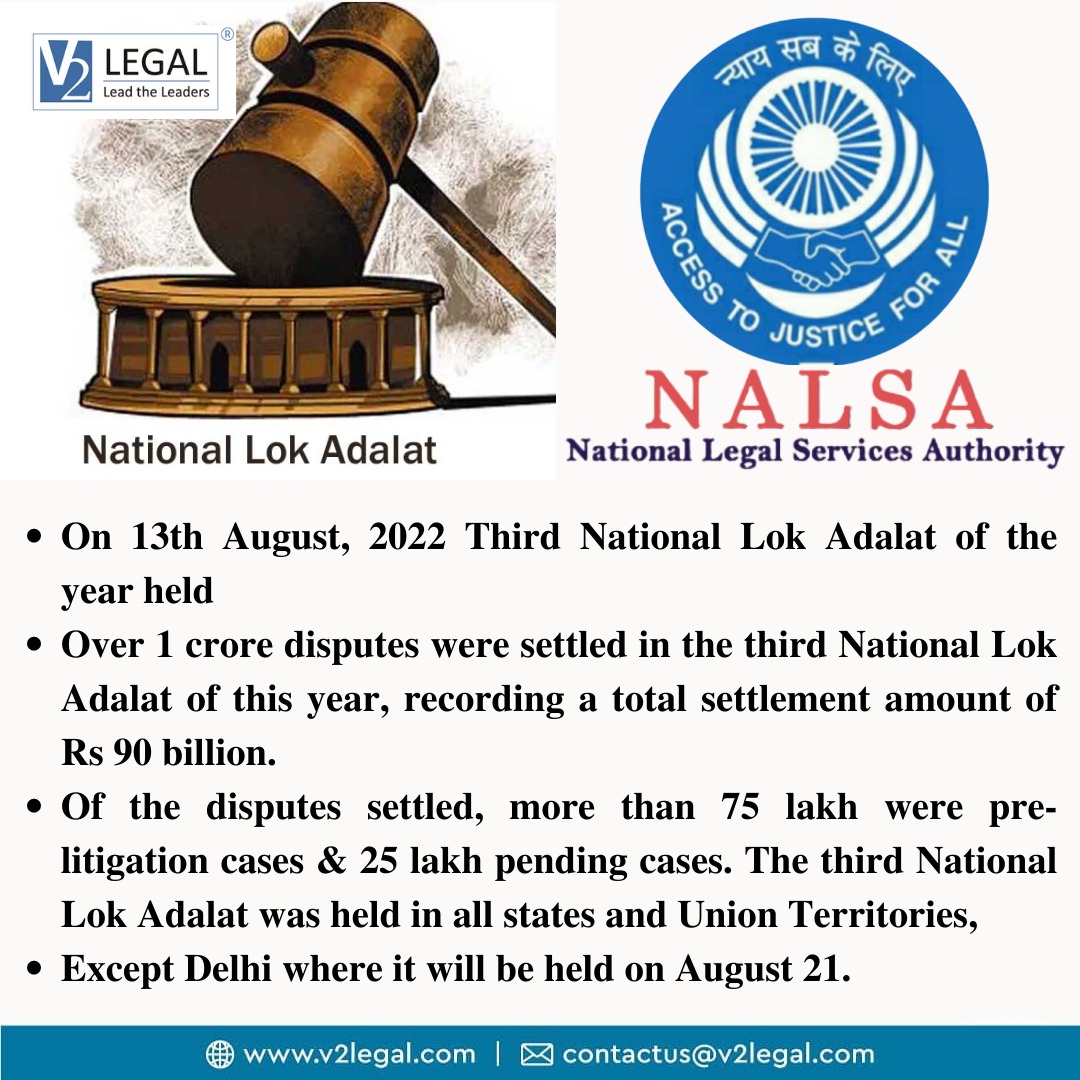 V2 LEGAL ®
Lead the Leaders
National Lok Adalat
न्याय सब के लिए
ACCESS TO JUSTICE FOR ALL
NALSA
National Legal Services Authority
• On 13th August, 2022 Third National Lok Adalat of the
year held
• Over 1 crore disputes were settled in the third National Lok
Adalat of this year, recording a total settlement amount of
Rs 90 billion.
• Of the disputes settled, more than 75 lakh were pre-
litigation cases & 25 lakh pending cases. The third National
Lok Adalat was held in all states and Union Territories,
• Except Delhi where it will be held on August 21.
www.v2legal.com | contactus@v2legal.com